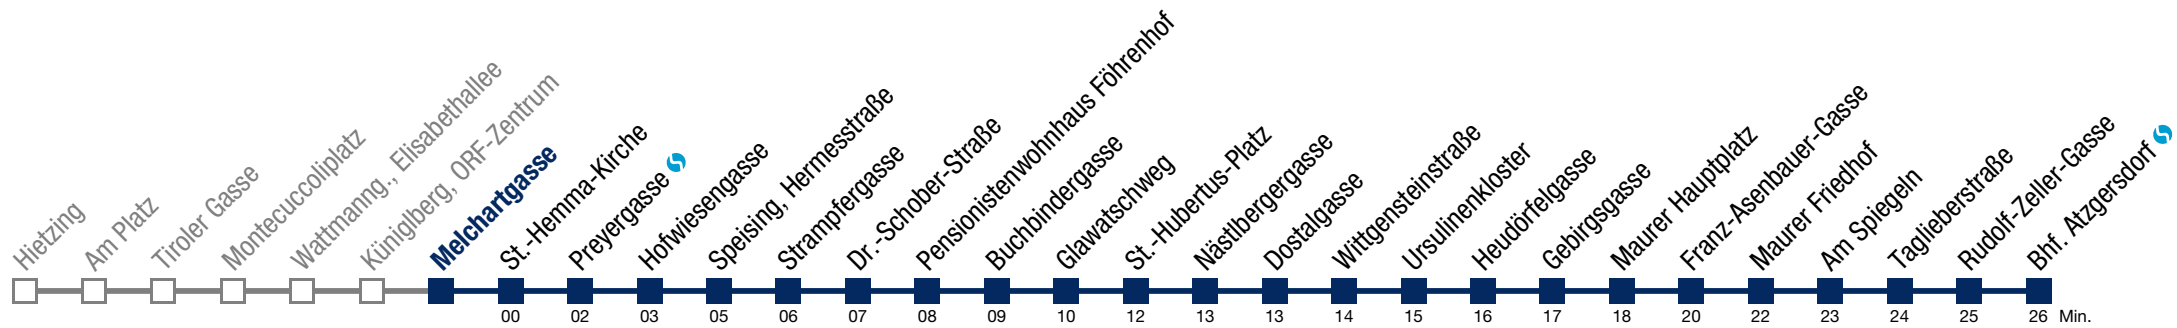 Hietzing
Am Platz
Tiroler Gasse
Montecuccoliplatz
Wattmanng., Elisabethallee
Küniglberg, ORF-Zentrum
Melchartgasse
St.-Hemma-Kirche
Preyergasse
Hofwiesengasse
Speising, Hermesstraße
Strampfergasse
Dr.-Schober-Straße
Pensionistenwohnhaus Föhrenhof
Buchbindergasse
Glawatschweg
St.-Hubertus-Platz
Nästlbergergasse
Dostalgasse
Wittgensteinstraße
Ursulinenkloster
Heudörfelgasse
Gebirgsgasse
Maurer Hauptplatz
Franz-Asenbauer-Gasse
Maurer Friedhof
Am Spiegeln
Taglieberstraße
Rudolf-Zeller-Gasse
Bhf. Atzgersdorf
00 02 03 05 06 07 08 09 10 12 13 13 14 15 16 17 18 20 22 23 24 25 26 Min.